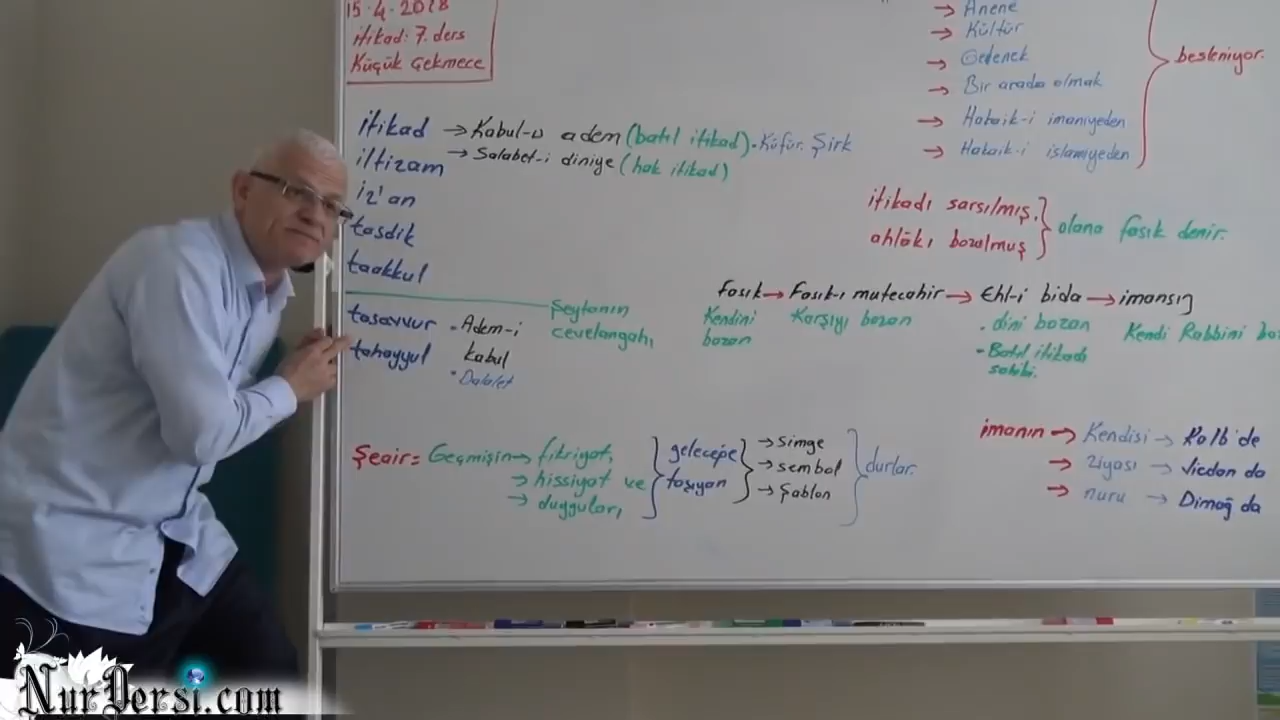 15.4.2018
itikad: 7. ders
Küçük Çekmece
→ Anene
→ Kültür
→ Gelenek
→ Bir arada olmak
→ Hakaik-i imaniyeden
→ Hakaik-i islamiyeden
besleniyor.
itikad → Kabul-u adem (batıl itikad). Küfür. Şirk
iltizam → Salabet-i diniye (hak itikad)
iz'an
tasdik
taakkul
tasavvur
tahayyul
. Adem-i
kabul
. Dalalet
Şeytanın
cevelangahı
itikadı sarsılmış,
ahlâkı bozulmuş
olana fasık denir.
fasık → Fasık-ı mutecahir → Ehl-i bida → imansız
Kendini
bozan
Karşıyı bozan
. dini bozan
- Batıl itikadı
sahibi.
Kendi Rabbini
Şeair = Geçmişin → fikriyat,
→ hissiyat ve
→ duyguları,
geleceğe
taşıyan
→ Simge
→ sembol
→ Şablon
durlar.
imanın → Kendisi → Kalb'de
→ ziyası → Vicdan da
→ nuru → Dimağ da
NurDersi.com